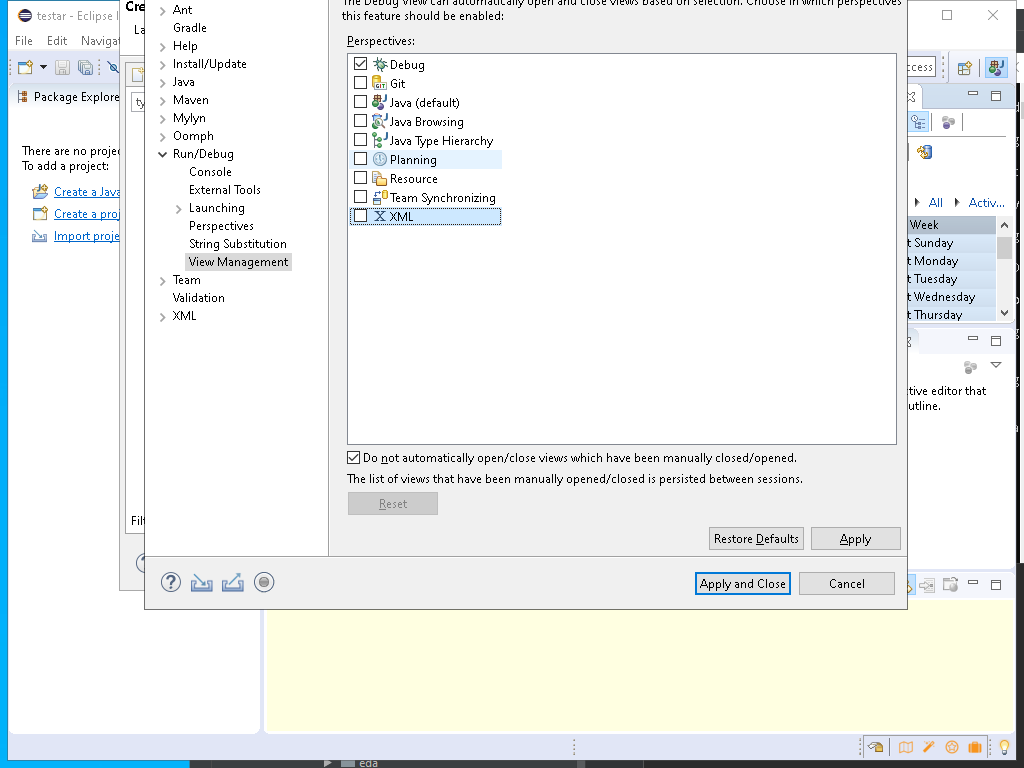 testar - Eclipse I
File Edit Navigat
Package Explore
There are no projec
To add a project:
Create a Java
Create a proj
Import proje
Cre
La
ty
Filt
Ant
Gradle
Help
Install/Update
Java
Maven
Mylyn
Oomph
Run/Debug
Console
External Tools
Launching
Perspectives
String Substitution
View Management
Team
Validation
XML
The Debug View can automatically open and close views based on selection. Choose in which perspectives
this feature should be enabled:
Perspectives:
Debug
Git
Java (default)
Java Browsing
Java Type Hierarchy
Planning
Resource
Team Synchronizing
XML
Do not automatically open/close views which have been manually closed/opened.
The list of views that have been manually opened/closed is persisted between sessions.
Reset
Restore Defaults
Apply
Apply and Close
Cancel
cess
All
Activ...
Week
t Sunday
t Monday
t Tuesday
t Wednesday
t Thursday
tive editor that
utline.
eda